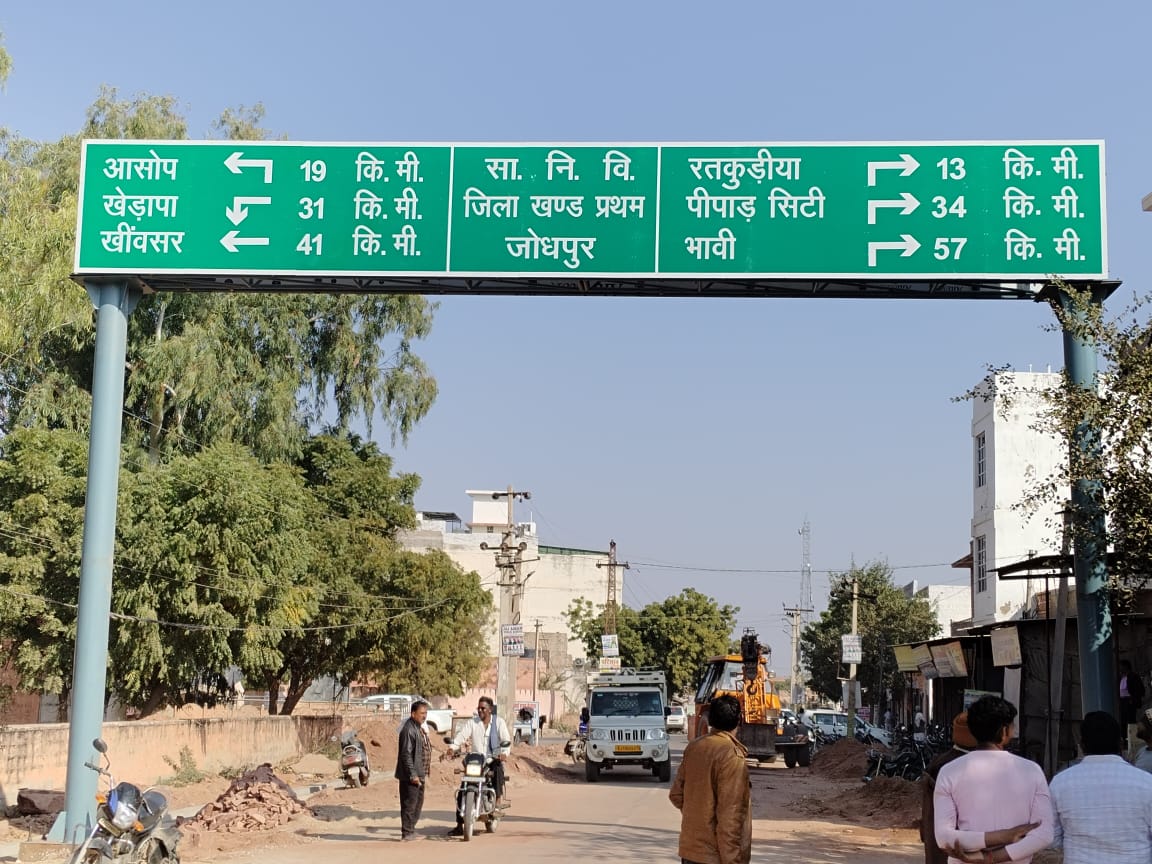 आसोप 19 कि. मी.
खेड़ापा 31 कि. मी.
खींवसर 41 कि. मी.
सा. नि. वि.
जिला खण्ड प्रथम
जोधपुर
रतकुड़ीया 13 कि. मी.
पीपाड़ सिटी 34 कि. मी.
भावी 57 कि. मी.